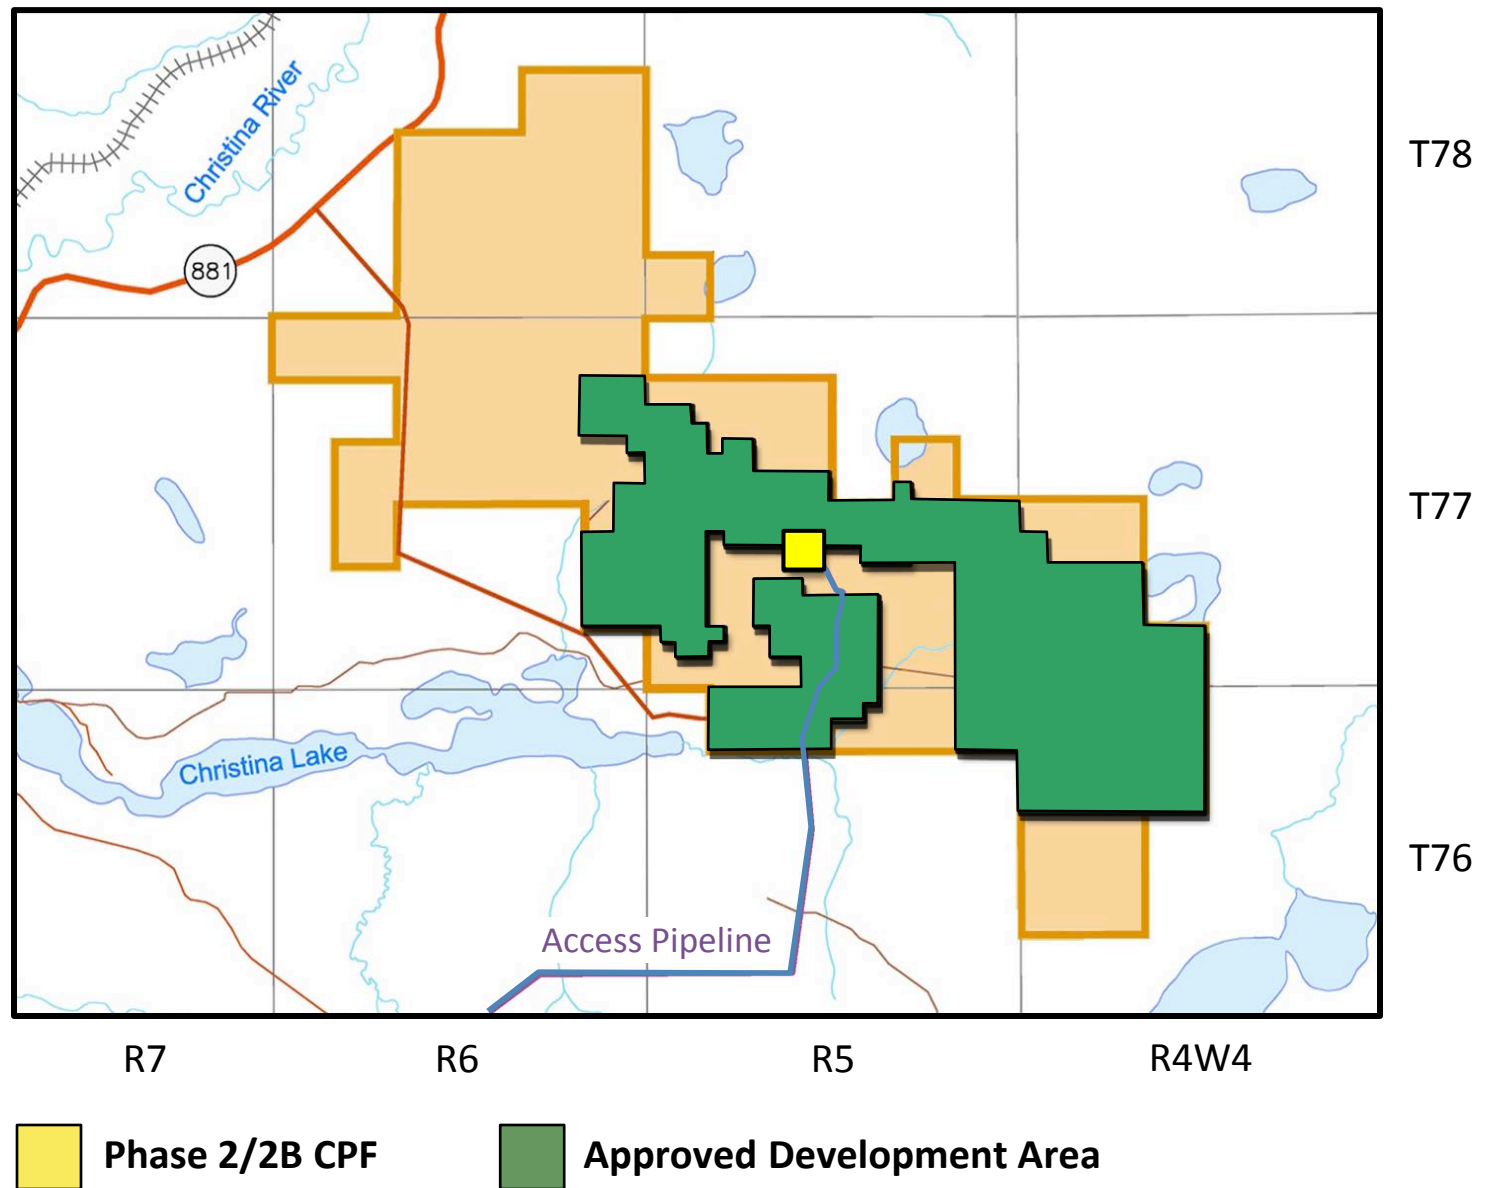 T78
Christina River
881
T77
Christina Lake
T76
Access Pipeline
R7 R6 R5 R4W4
Phase 2/2B CPF Approved Development Area